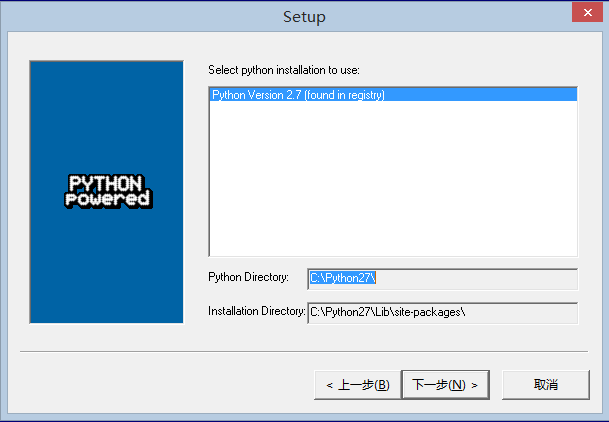 Setup
Select python installation to use:
Python Version 2.7 (found in registry)
PYTHON
powered
Python Directory:
C:\Python27\
Installation Directory:
C:\Python27\Lib\site-packages\
< 上一步(B)
下一步(N) >
取消